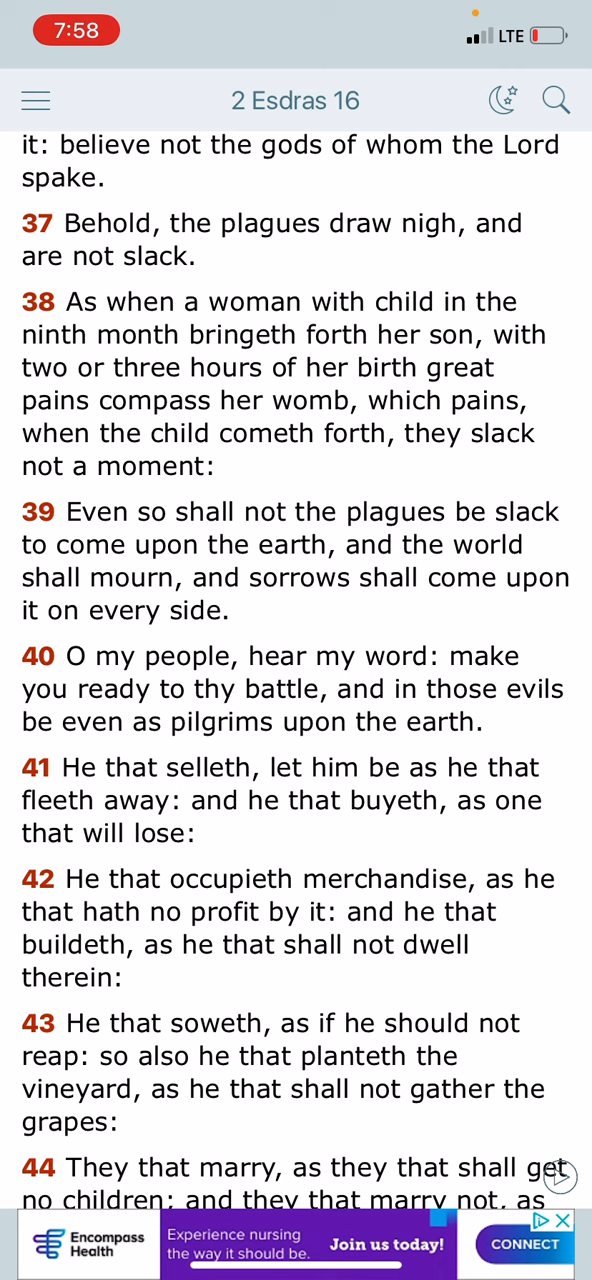 7:58
LTE
2 Esdras 16
it: believe not the gods of whom the Lord
spake.
37 Behold, the plagues draw nigh, and
are not slack.
38 As when a woman with child in the
ninth month bringeth forth her son, with
two or three hours of her birth great
pains compass her womb, which pains,
when the child cometh forth, they slack
not a moment:
39 Even so shall not the plagues be slack
to come upon the earth, and the world
shall mourn, and sorrows shall come upon
it on every side.
40 O my people, hear my word: make
you ready to thy battle, and in those evils
be even as pilgrims upon the earth.
41 He that selleth, let him be as he that
fleeth away: and he that buyeth, as one
that will lose:
42 He that occupieth merchandise, as he
that hath no profit by it: and he that
buildeth, as he that shall not dwell
therein:
43 He that soweth, as if he should not
reap: so also he that planteth the
vineyard, as he that shall not gather the
grapes:
44 They that marry, as they that shall get
no children; and they that marry not, as
Encompass
Health
Experience nursing
the way it should be.
Join us today!
CONNECT